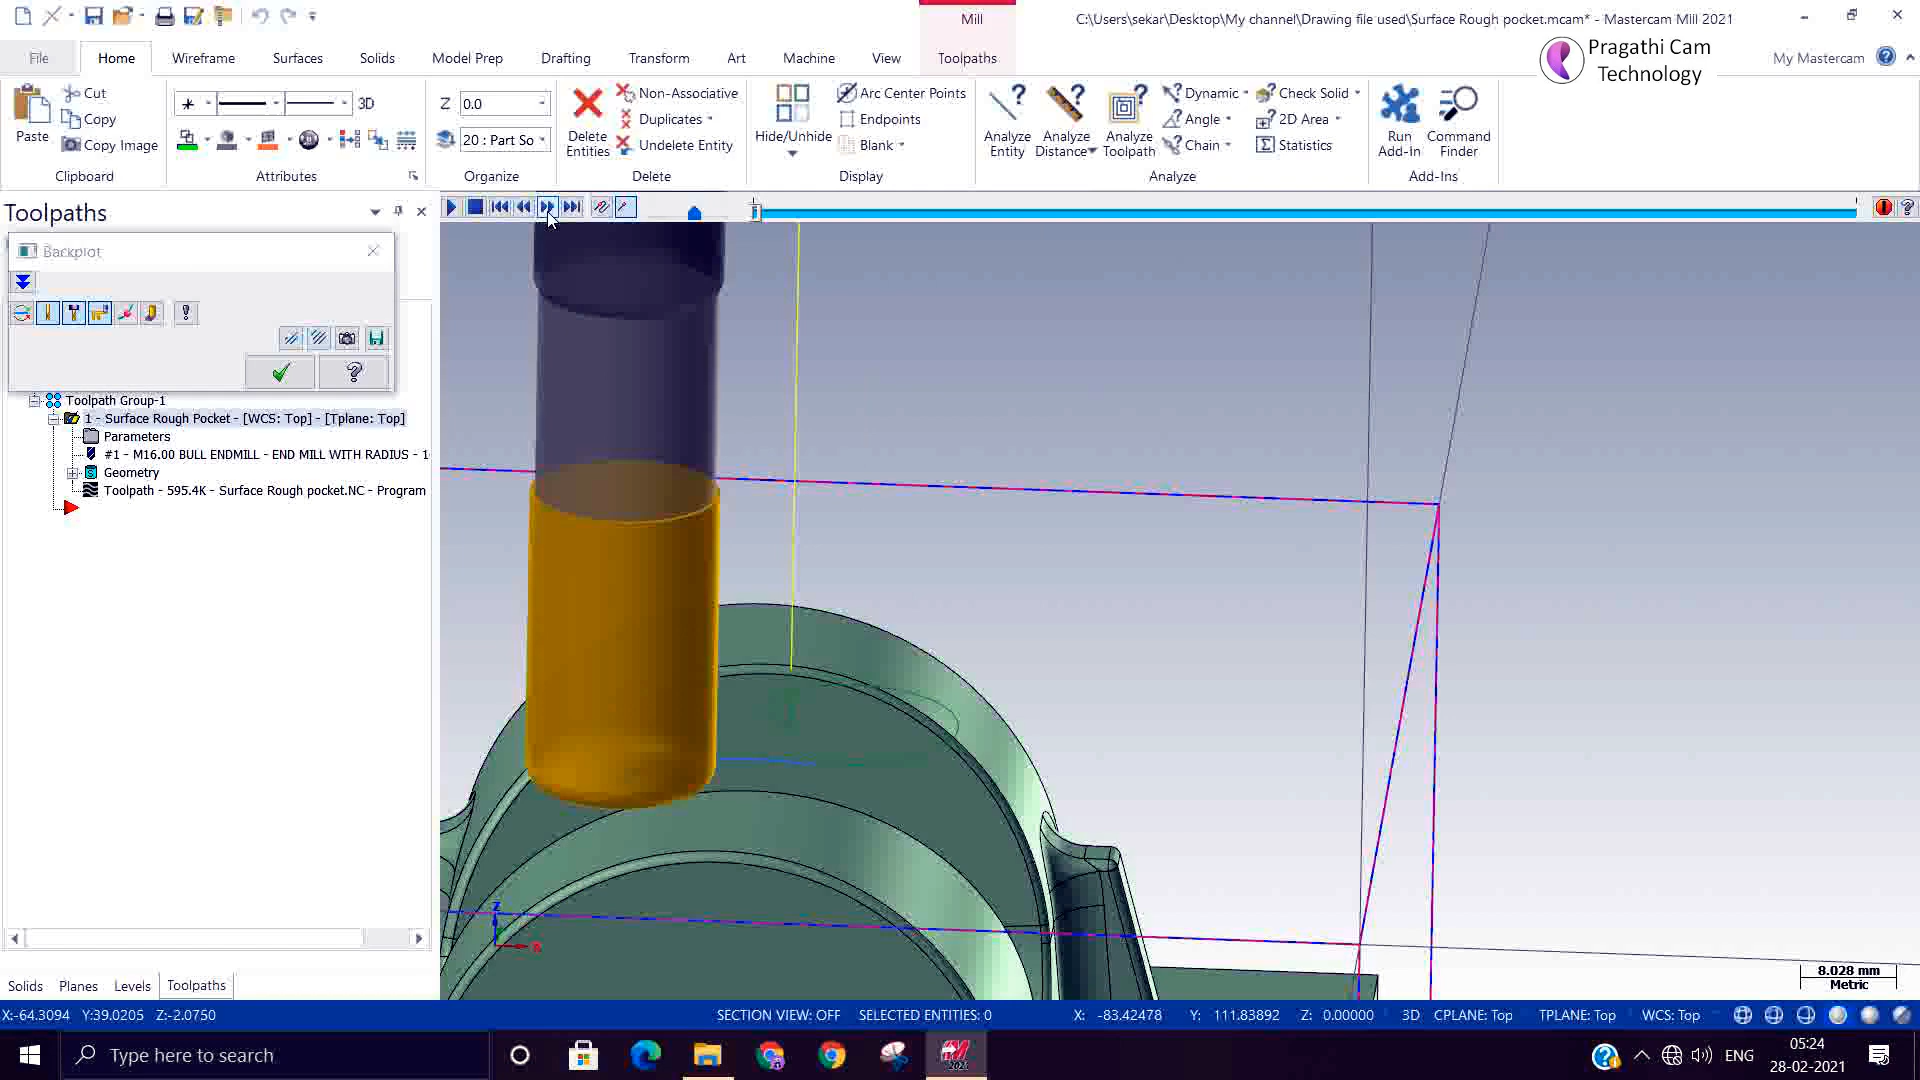 Mill
C:\Users\sekar\Desktop\My channel\Drawing file used\Surface Rough pocket.mcam* - Mastercam Mill 2021
File
Home
Wireframe
Surfaces
Solids
Model Prep
Drafting
Transform
Art
Machine
View
Toolpaths
Pragathi Cam
Technology
My Mastercam
Paste
Cut
Copy
Copy Image
Clipboard
3D
Attributes
Z
0.0
20 : Part So
Organize
Delete
Entities
Non-Associative
Duplicates
Undelete Entity
Delete
Hide/Unhide
Arc Center Points
Endpoints
Blank
Display
Analyze
Entity
Analyze
Distance
Analyze
Toolpath
Dynamic
Angle
Chain
Check Solid
2D Area
Statistics
Analyze
Run
Add-In
Command
Finder
Add-Ins
Toolpaths
Backplot
Toolpath Group-1
1 - Surface Rough Pocket - [WCS: Top] - [Tplane: Top]
Parameters
#1 - M16.00 BULL ENDMILL - END MILL WITH RADIUS - 1
Geometry
Toolpath - 595.4K - Surface Rough pocket.NC - Program
Z
8.028 mm
Metric
Solids
Planes
Levels
Toolpaths
X:-64.3094 Y:39.0205 Z:-2.0750
SECTION VIEW: OFF
SELECTED ENTITIES: 0
X: -83.42478
Y: 111.83892
Z: 0.00000
3D
CPLANE: Top
TPLANE: Top
WCS: Top
Type here to search
2021
ENG
05:24
28-02-2021